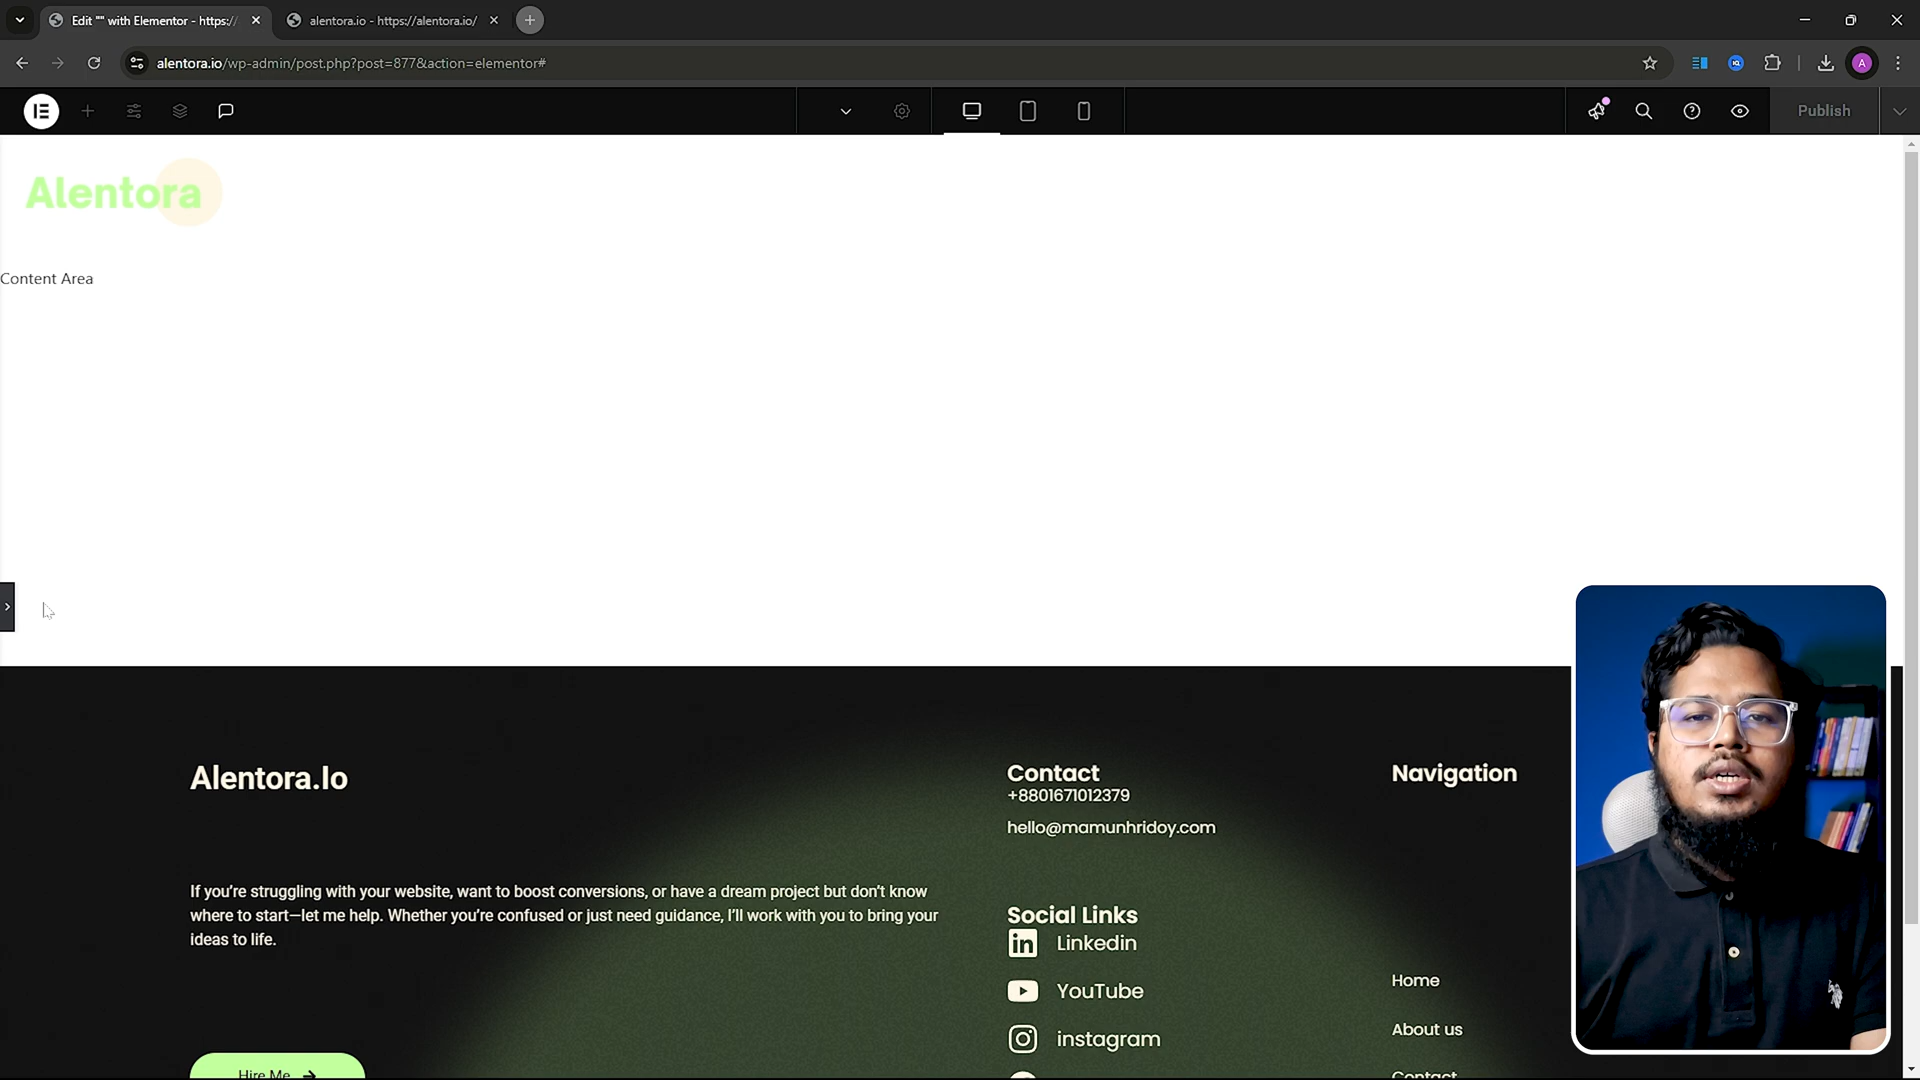 Edit "" with Elementor - https:/
alentora.io - https://alentora.io/
alentora.io/wp-admin/post.php?post=877&action=elementor#
A
Publish
Alentora
Content Area
Alentora.Io
Contact
+8801671012379
hello@mamunhridoy.com
Navigation
If you're struggling with your website, want to boost conversions, or have a dream project but don't know
where to start—let me help. Whether you're confused or just need guidance, I'll work with you to bring your
ideas to life.
Social Links
Linkedin
YouTube
instagram
Home
About us
Contact
Hire Me